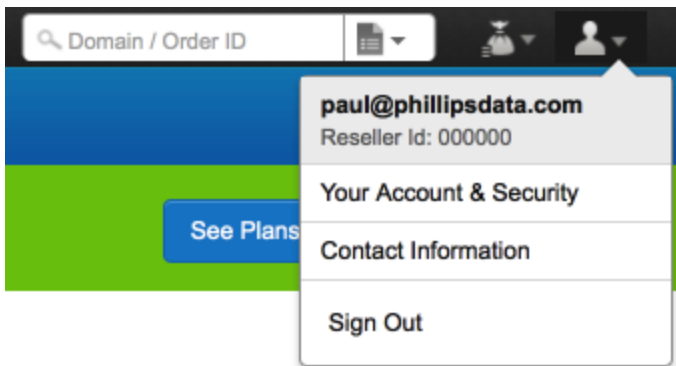 Domain / Order ID
paul@phillipsdata.com
Reseller Id: 000000
Your Account & Security
See Plans
Contact Information
Sign Out